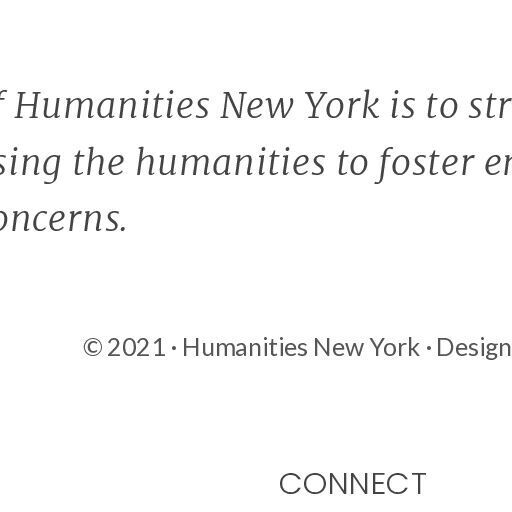 f Humanities New York is to str
sing the humanities to foster en
oncerns.
© 2021 · Humanities New York · Design
CONNECT